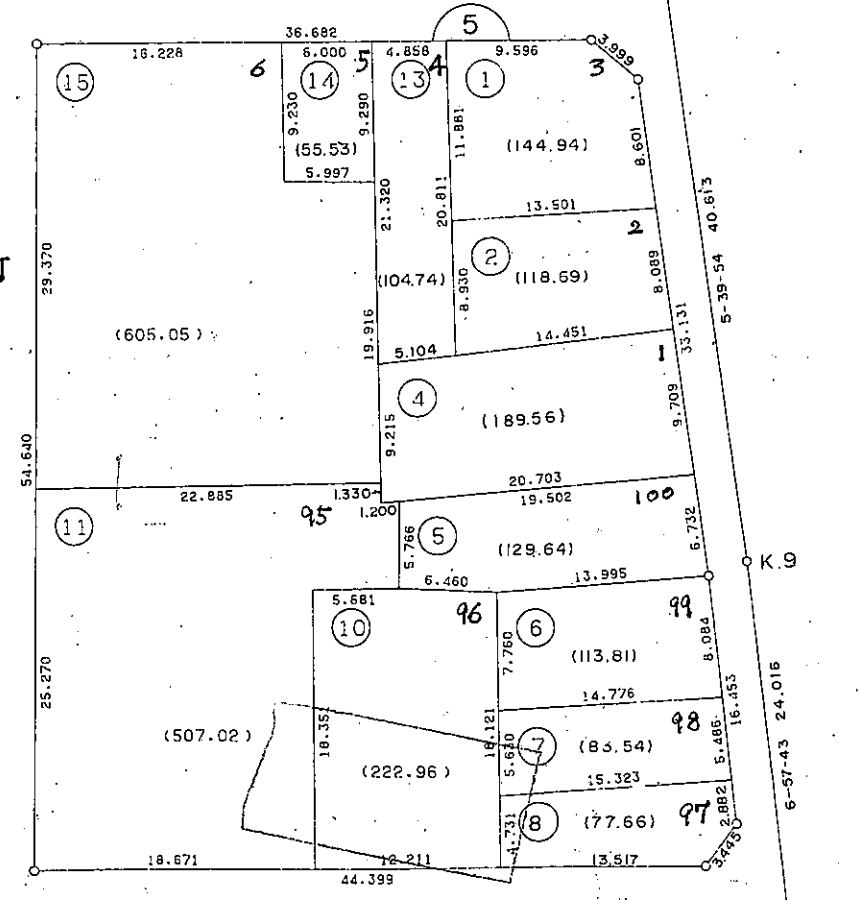 5
36.682
16.228 6.000 4.858 9.596 3.999
6 5 4 3
15 14 13 1
9.230 9.290 11.881 8.601
(55.53) (144.94)
5.997
21.320 20.811 13.501
40.613
2
2
29.370 (104.74) 8.930 (118.69) 8.089
5-39-54
(605.05) 19.916 14.451 33.131
5.104 1
4
9.215 (189.56) 9.709
54.640
20.703
22.885 1.330 19.502 100
95 1.200
11 5 6.732
5.766 (129.64)
K.9
6.460 13.995
5.681 96 99
10 6
7.760 (113.81) 8.084
25.270
14.776 16.453
24.016
98
(507.02) 18.351 18.121 5.630 7 (83.54) 5.486
6-57-43
(222.96) 15.323
97
4.731 8 (77.66) 2.882
3.445
18.671 12.211 13.517
44.399